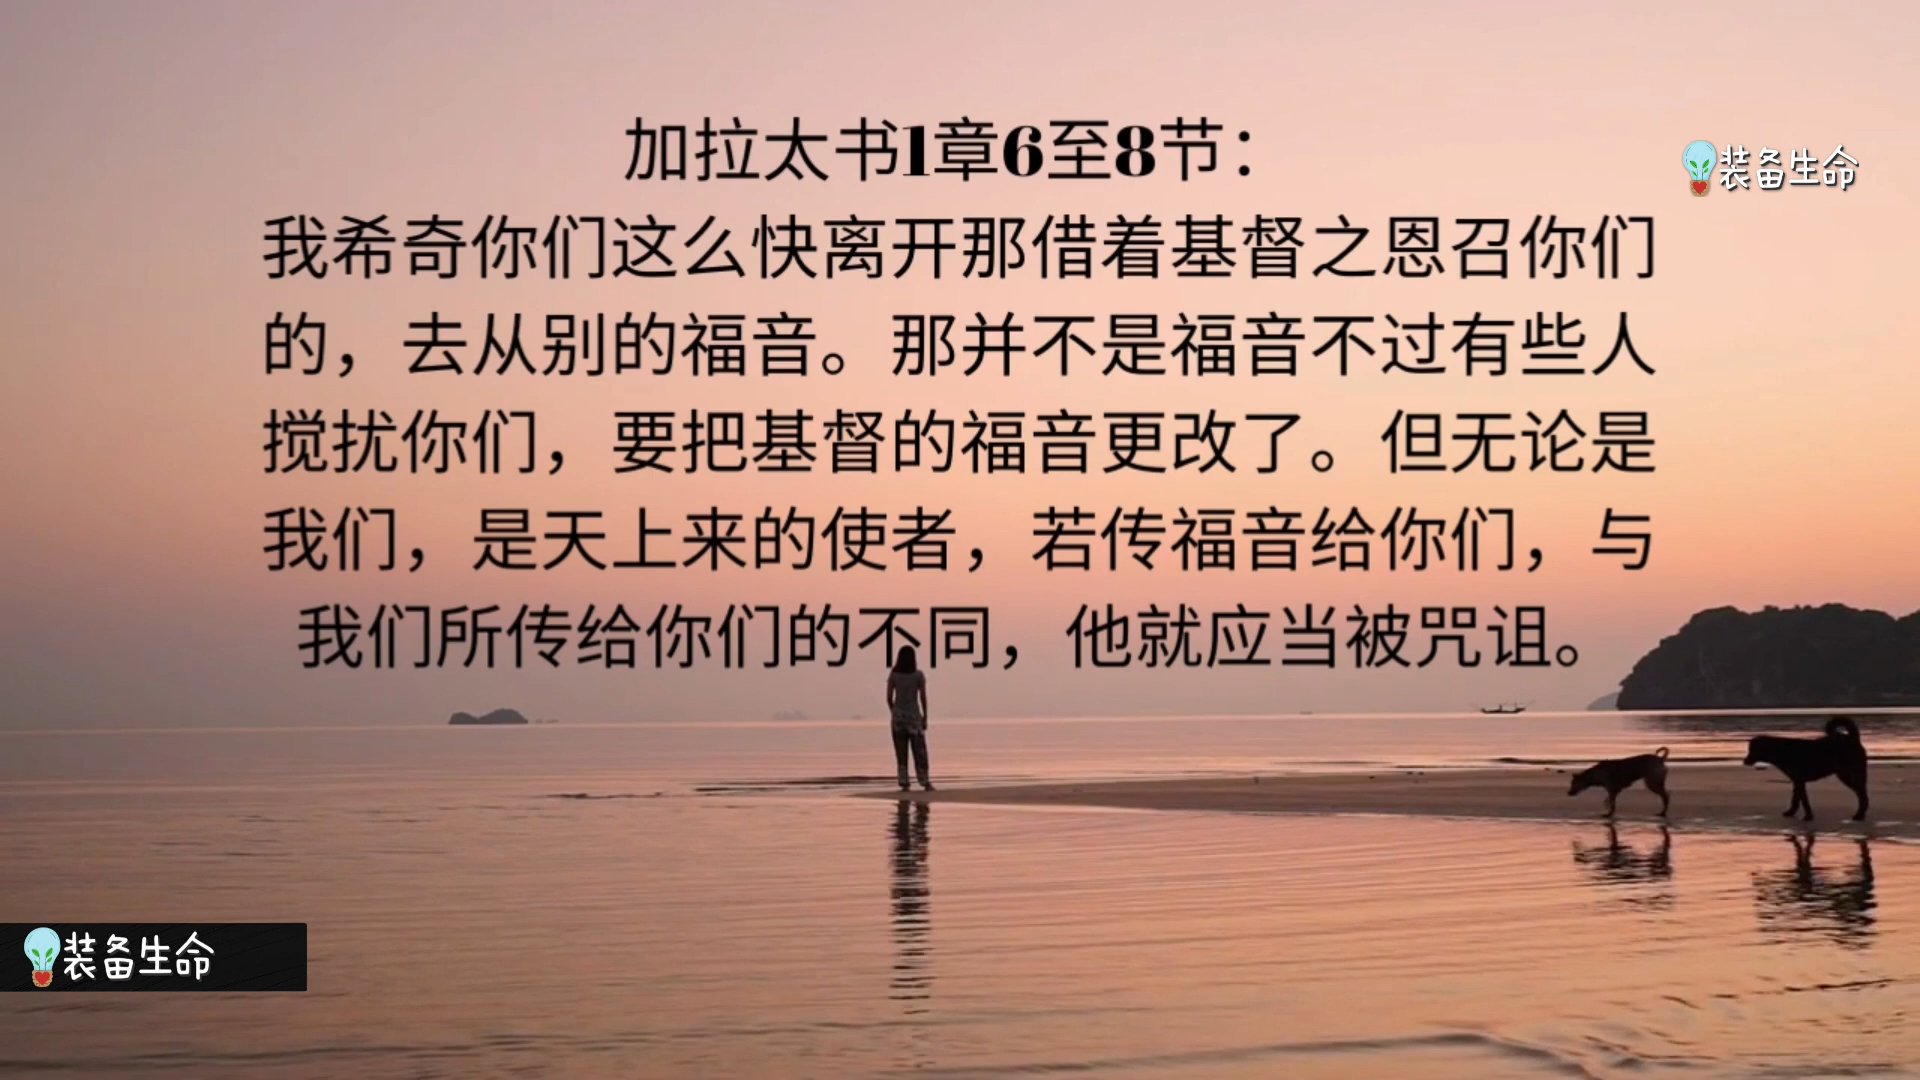 加拉太书1章6至8节：
装备生命
我希奇你们这么快离开那借着基督之恩召你们
的，去从别的福音。那并不是福音不过有些人
搅扰你们，要把基督的福音更改了。但无论是
我们，是天上来的使者，若传福音给你们，与
我们所传给你们的不同，他就应当被咒诅。
装备生命